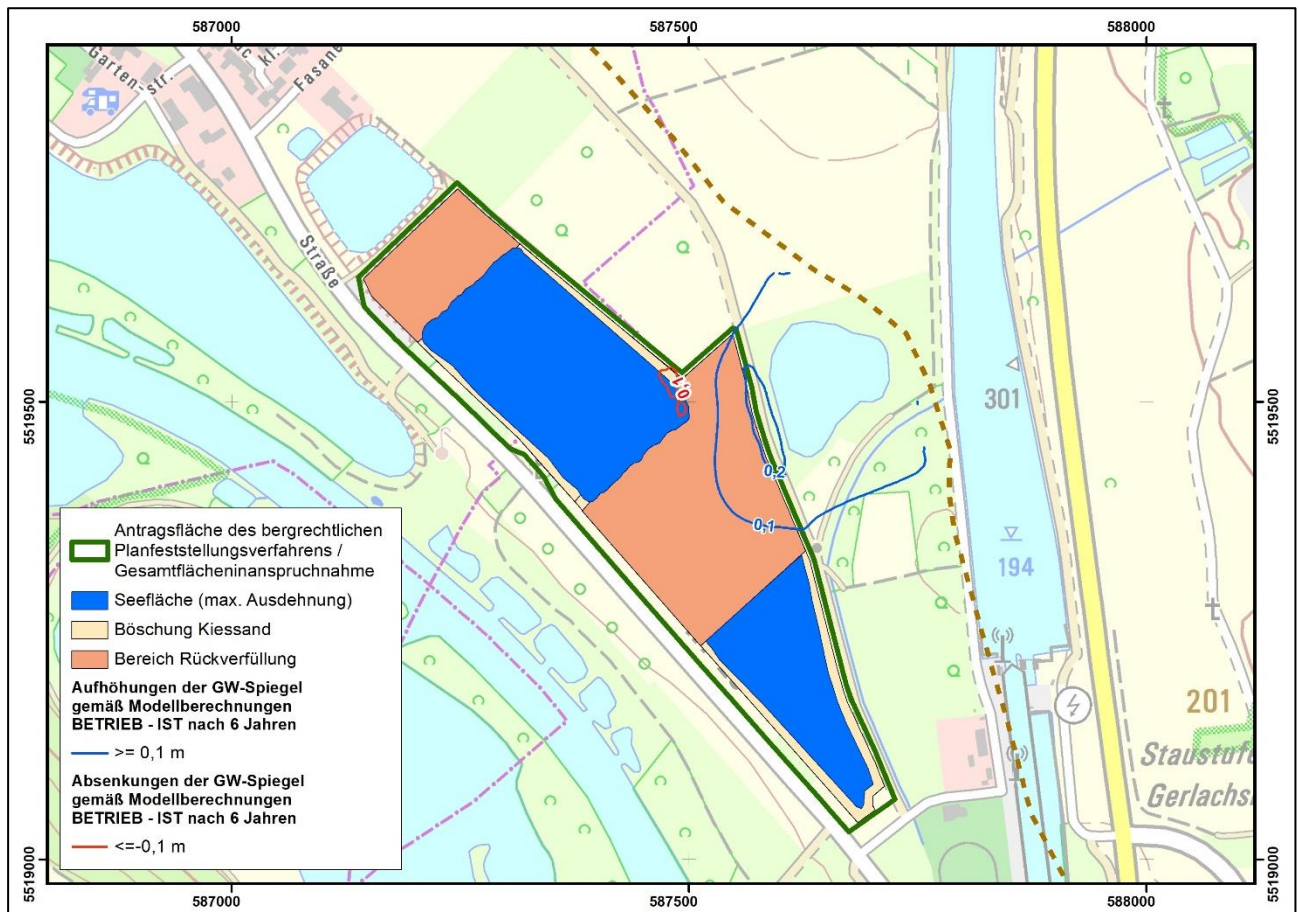 587000
587500
588000
5519500
5519000
5519500
5519000
Garten-str.
kl.
Fasane
Straße
0,1
0,2
0,1
301
194
201
Staustufe
Gerlachs
Antragsfläche des bergrechtlichen
Planfeststellungsverfahrens /
Gesamtflächeninanspruchnahme
Seefläche (max. Ausdehnung)
Böschung Kiessand
Bereich Rückverfüllung
Aufhöhungen der GW-Spiegel
gemäß Modellberechnungen
BETRIEB - IST nach 6 Jahren
>= 0,1 m
Absenkungen der GW-Spiegel
gemäß Modellberechnungen
BETRIEB - IST nach 6 Jahren
<=-0,1 m